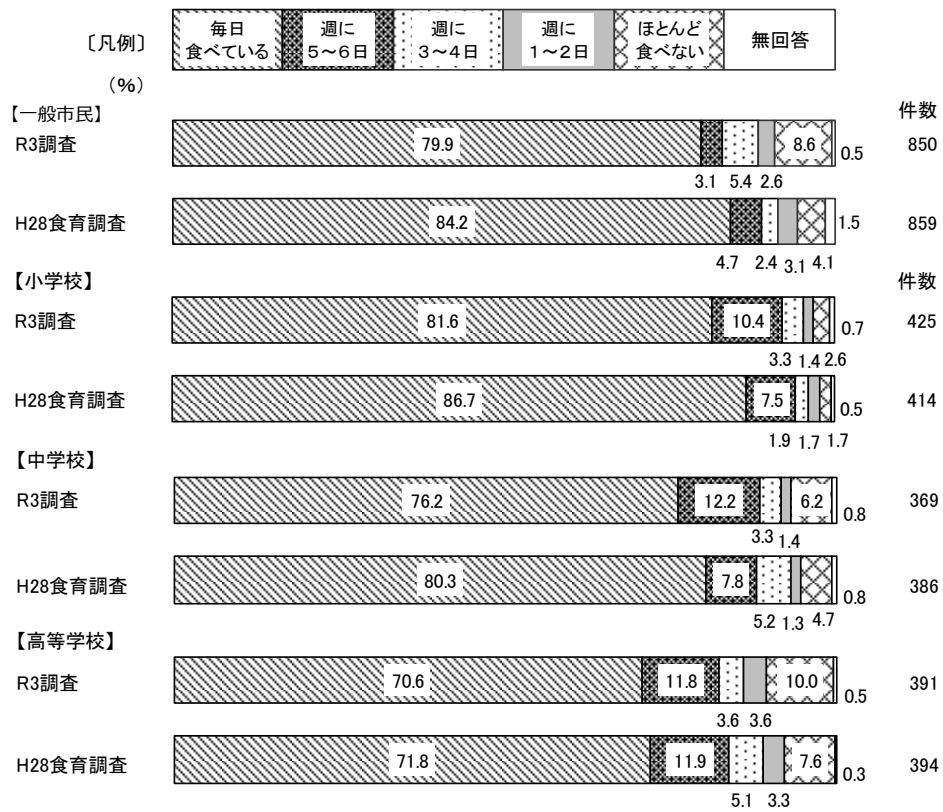 〔凡例〕
毎日
食べている
週に
5～6日
週に
3～4日
週に
1～2日
ほとんど
食べない
無回答
(%)
【一般市民】 件数
R3調査 79.9 8.6 0.5 850
3.1 5.4 2.6
H28食育調査 84.2 1.5 859
4.7 2.4 3.1 4.1
【小学校】 件数
R3調査 81.6 10.4 0.7 425
3.3 1.4 2.6
H28食育調査 86.7 7.5 0.5 414
1.9 1.7 1.7
【中学校】
R3調査 76.2 12.2 6.2 0.8 369
3.3 1.4
H28食育調査 80.3 7.8 0.8 386
5.2 1.3 4.7
【高等学校】
R3調査 70.6 11.8 10.0 0.5 391
3.6 3.6
H28食育調査 71.8 11.9 7.6 0.3 394
5.1 3.3